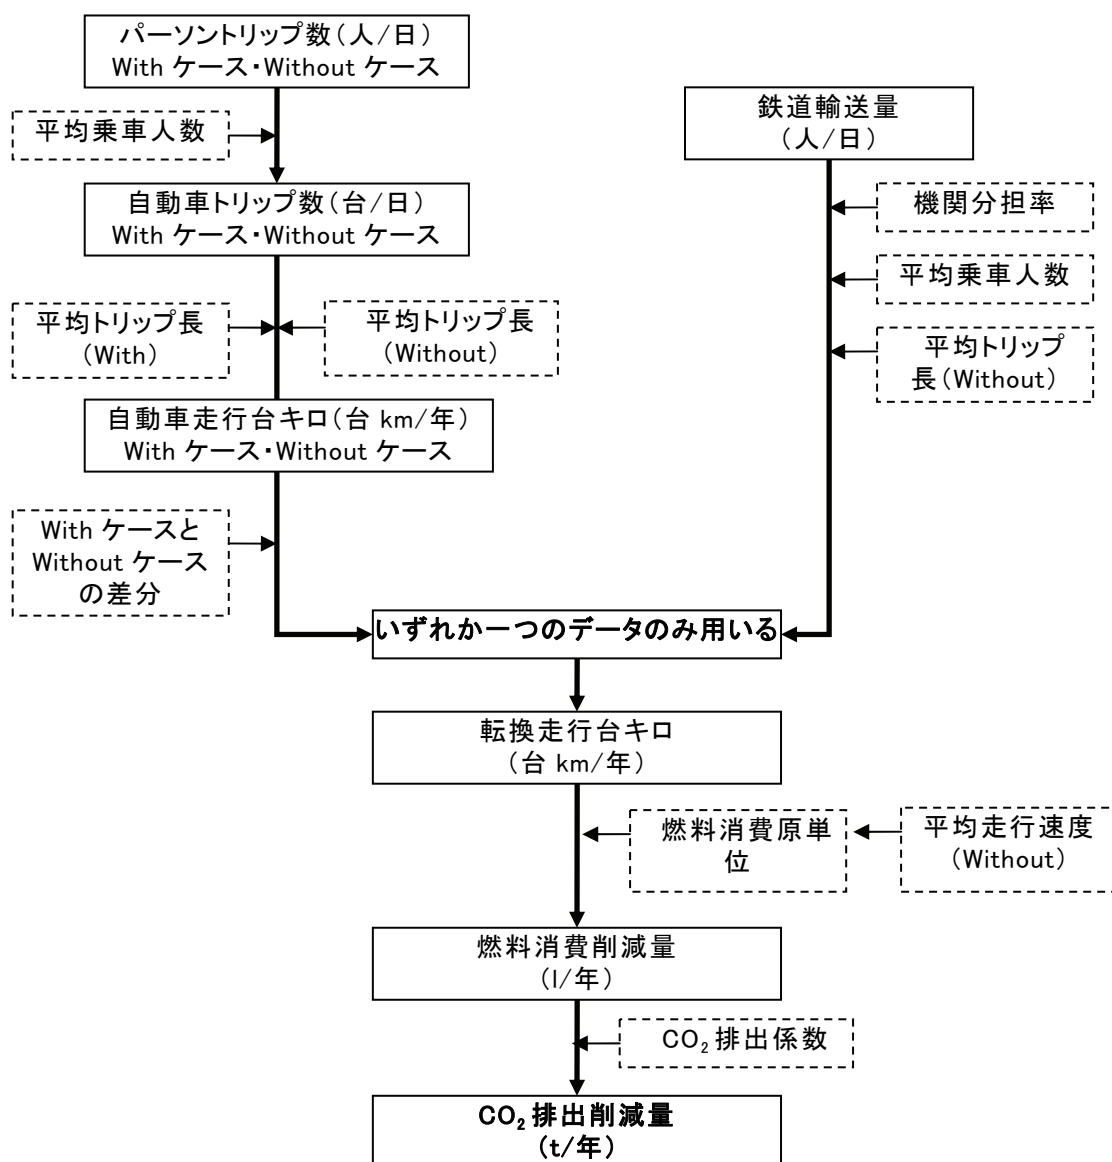 パーソントリップ数（人/日）
With ケース・Without ケース
平均乗車人数
自動車トリップ数（台/日）
With ケース・Without ケース
平均トリップ長
（With）
平均トリップ長
（Without）
自動車走行台キロ（台 km/年）
With ケース・Without ケース
With ケースと
Without ケース
の差分
鉄道輸送量
（人/日）
機関分担率
平均乗車人数
平均トリップ
長（Without）
いずれか一つのデータのみ用いる
転換走行台キロ
（台 km/年）
燃料消費原単
位
平均走行速度
（Without）
燃料消費削減量
（l/年）
CO₂排出係数
CO₂排出削減量
（t/年）